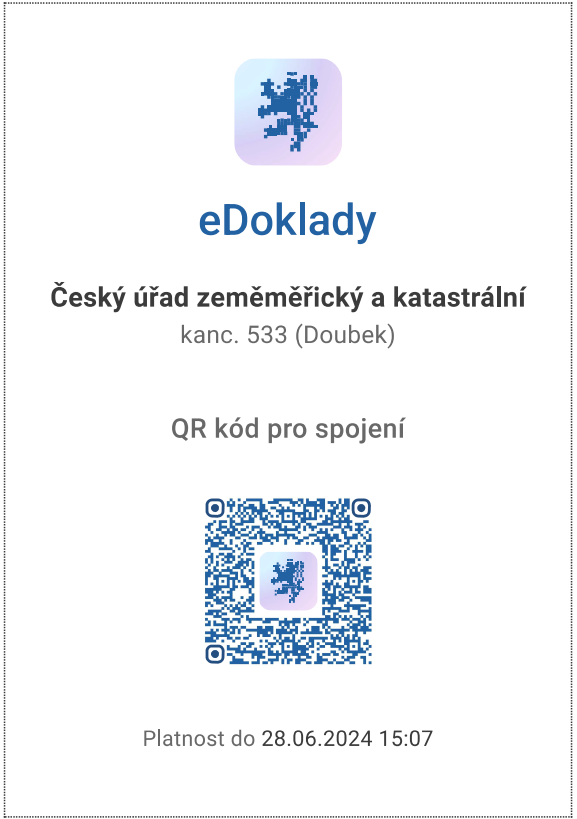 eDoklady
Český úřad zeměměřický a katastrální
kanc. 533 (Doubek)
QR kód pro spojení
Platnost do 28.06.2024 15:07